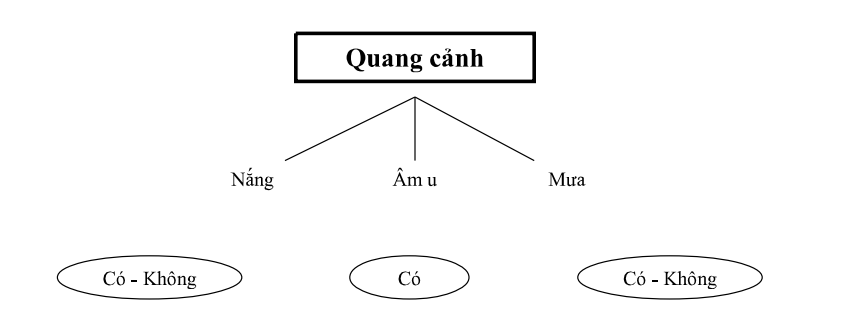 Quang cảnh
Nắng Âm u Mưa
Có - Không Có Có - Không